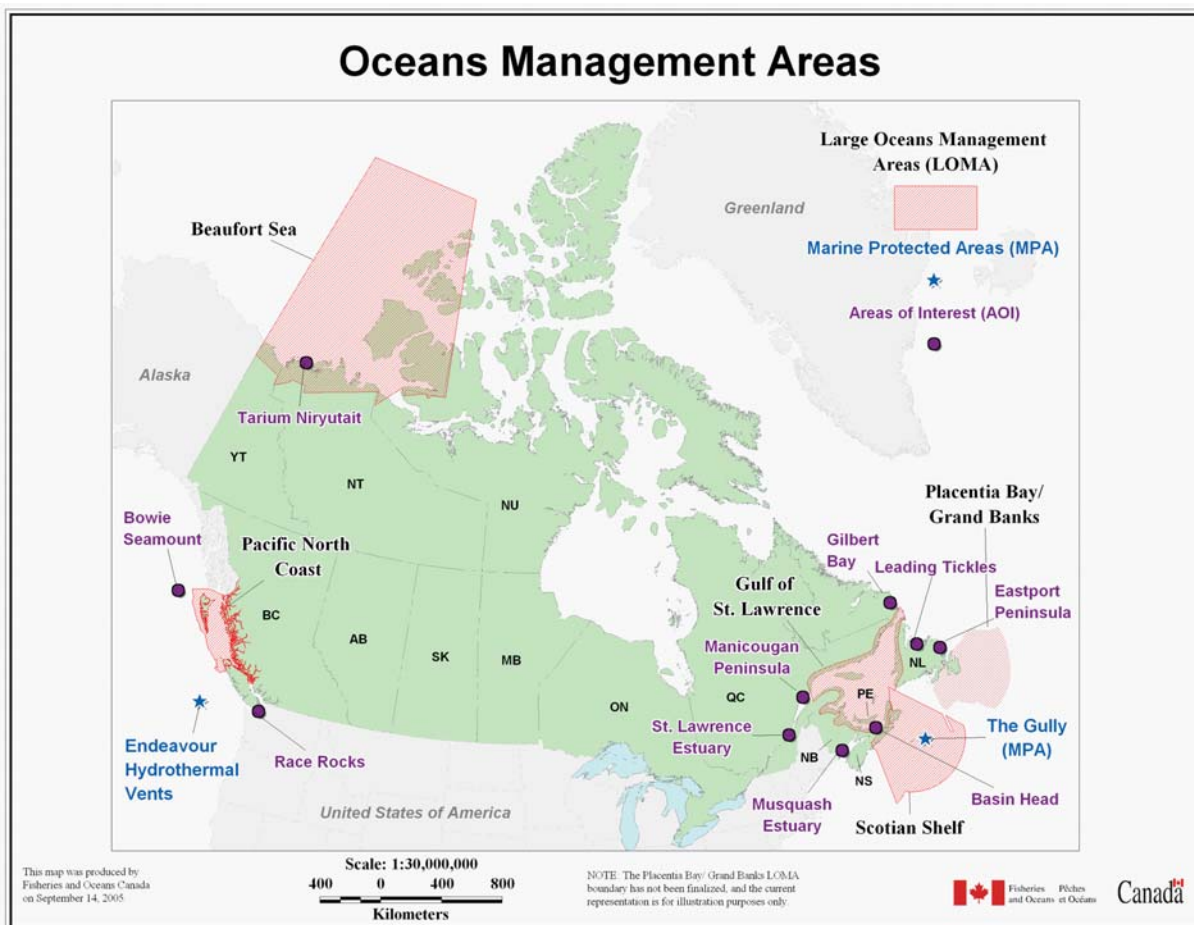 Oceans Management Areas
Large Oceans Management
Areas (LOMA)
Greenland
Beaufort Sea
Marine Protected Areas (MPA)
Areas of Interest (AOI)
Alaska
Tarium Niryutait
YT
NT
NU
Placentia Bay/
Grand Banks
Bowie
Seamount
Pacific North
Coast
Gilbert
Bay
Leading Tickles
Gulf of
St. Lawrence
Eastport
Peninsula
BC
AB
SK
MB
Manicougan
Peninsula
NL
ON
QC
PE
St. Lawrence
Estuary
The Gully
(MPA)
Endeavour
Hydrothermal
Vents
Race Rocks
NB
NS
Basin Head
United States of America
Musquash
Estuary
Scotian Shelf
This map was produced by
Fisheries and Oceans Canada
on September 14, 2005
Scale: 1:30,000,000
400 0 400 800
Kilometers
NOTE: The Placentia Bay/ Grand Banks LOMA
boundary has not been finalized, and the current
representation is for illustration purposes only.
Fisheries Pêches
and Oceans et Océans
Canada